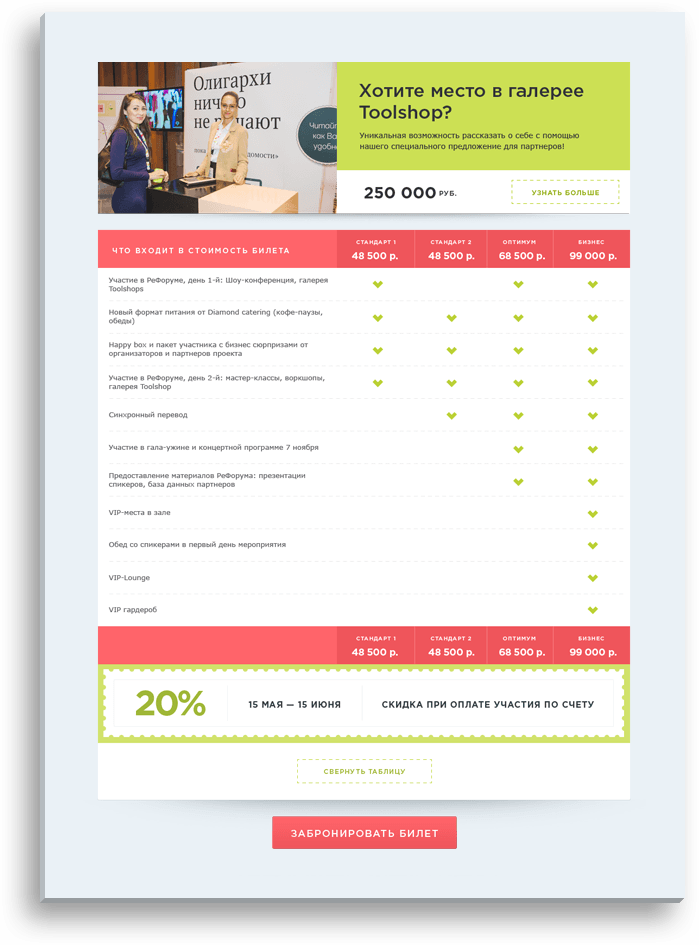 Олигархи
ничего
не решают
Читайт
как Ва
удобн
домости»
Хотите место в галерее
Toolshop?
Уникальная возможность рассказать о себе с помощью
нашего специального предложение для партнеров!
250 000 РУБ.
УЗНАТЬ БОЛЬШЕ
ЧТО ВХОДИТ В СТОИМОСТЬ БИЛЕТА
СТАНДАРТ 1 СТАНДАРТ 2 ОПТИМУМ БИЗНЕС
48 500 р. 48 500 р. 68 500 р. 99 000 р.
Участие в РеФоруме, день 1-й: Шоу-конференция, галерея
Toolshops
Новый формат питания от Diamond catering (кофе-паузы,
обеды)
Happy box и пакет участника с бизнес сюрпризами от
организаторов и партнеров проекта
Участие в РеФоруме, день 2-й: мастер-классы, воркшопы,
галерея Toolshop
Синхронный перевод
Участие в гала-ужине и концертной программе 7 ноября
Предоставление материалов РеФорума: презентации
спикеров, база данных партнеров
VIP-места в зале
Обед со спикерами в первый день мероприятия
VIP-Lounge
VIP гардероб
СТАНДАРТ 1 СТАНДАРТ 2 ОПТИМУМ БИЗНЕС
48 500 р. 48 500 р. 68 500 р. 99 000 р.
20% 15 МАЯ — 15 ИЮНЯ СКИДКА ПРИ ОПЛАТЕ УЧАСТИЯ ПО СЧЕТУ
СВЕРНУТЬ ТАБЛИЦУ
ЗАБРОНИРОВАТЬ БИЛЕТ